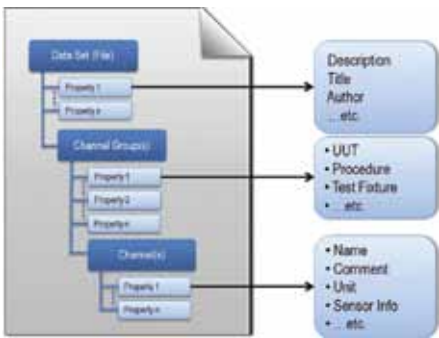 Data Set (File)
Property 1
Property n
Channel Group(s)
Property 1
Property 2
Property n
Channel(s)
Property 1
Property n
Description
Title
Author
... etc.
• UUT
• Procedure
• Test Fixture
• ... etc.
• Name
• Comment
• Unit
• Sensor Info
• ... etc.